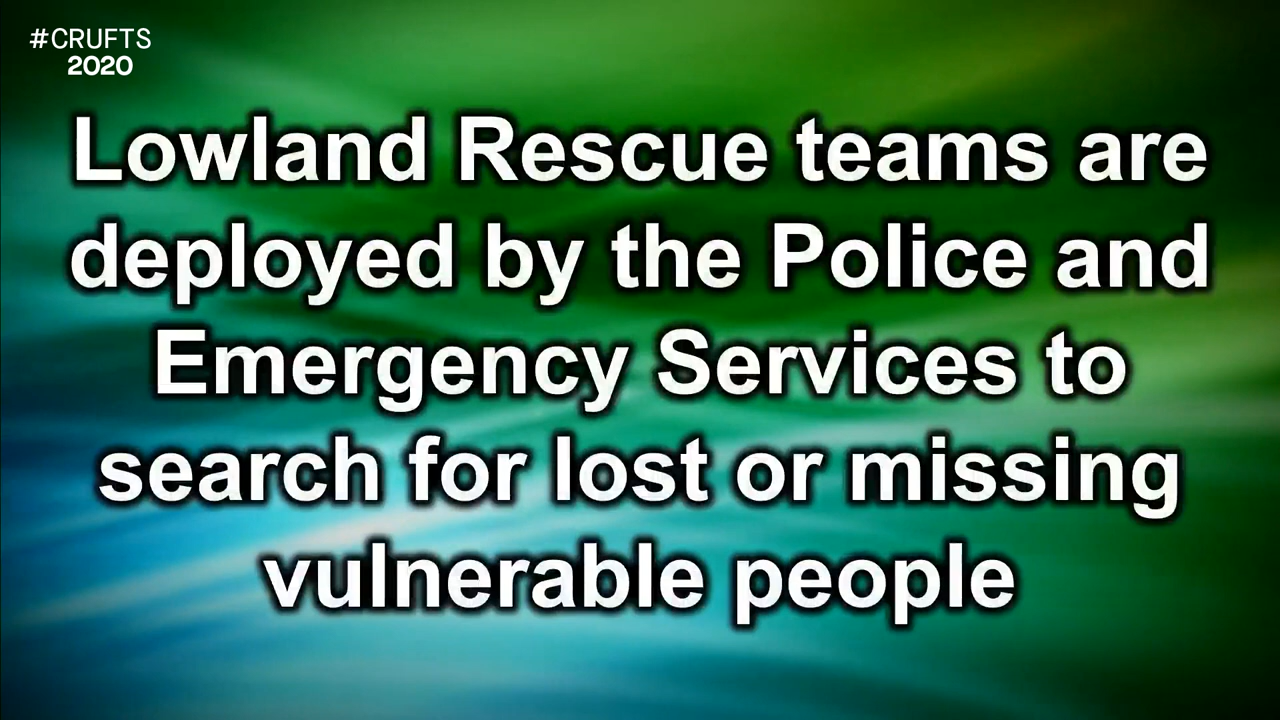 #CRUFTS
2020
Lowland Rescue teams are
deployed by the Police and
Emergency Services to
search for lost or missing
vulnerable people